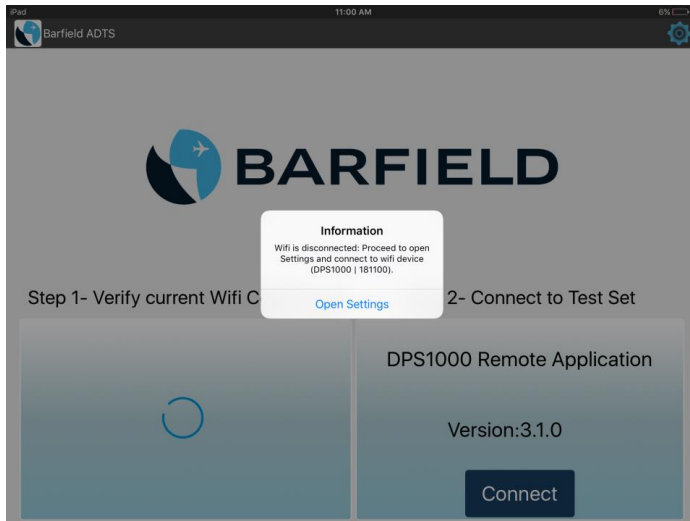 iPad
11:00 AM
6%
Barfield ADTS
BARFIELD
Information
Wifi is disconnected: Proceed to open
Settings and connect to wifi device
(DPS1000 | 181100).
Open Settings
Step 1- Verify current Wifi C
2- Connect to Test Set
DPS1000 Remote Application
Version:3.1.0
Connect